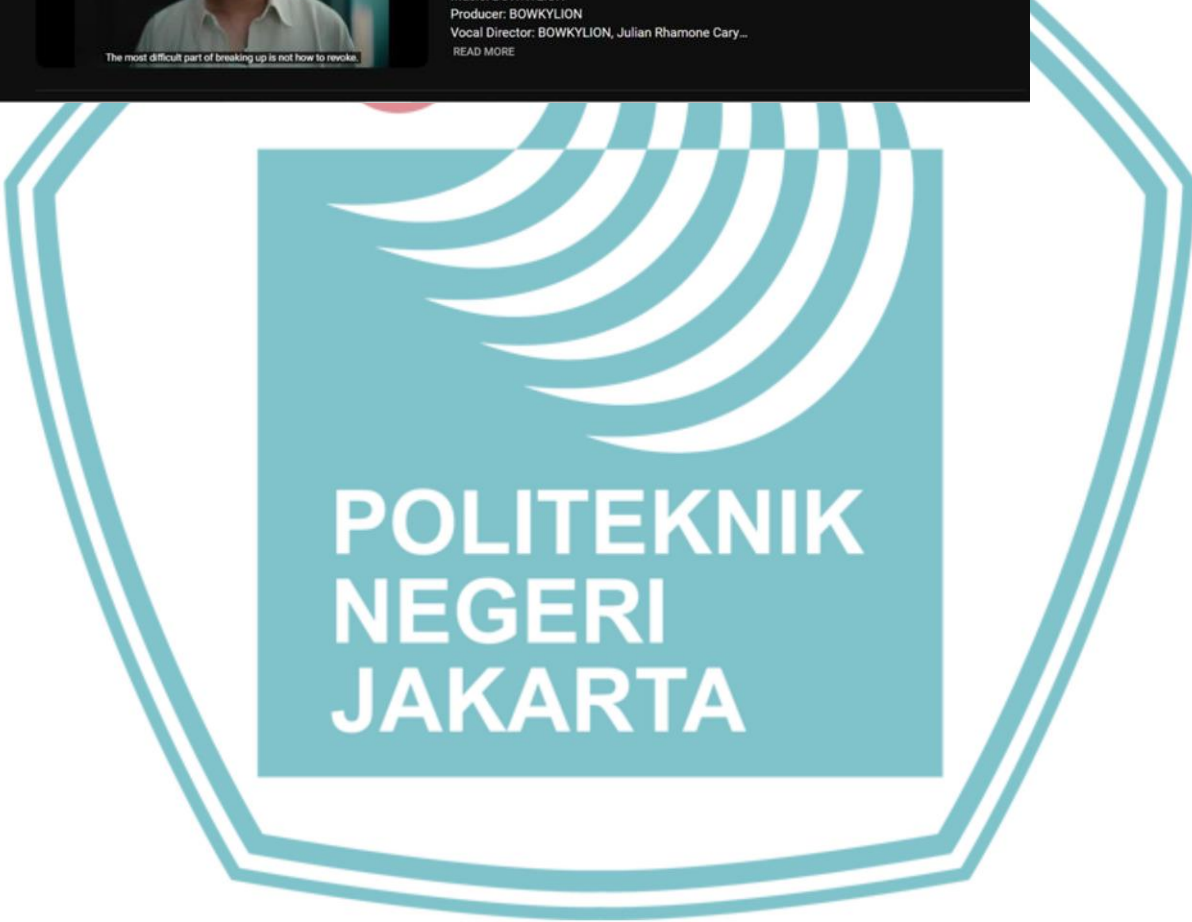 Producer: BOWKYLION
Vocal Director: BOWKYLION, Julian Rhamone Cary...
READ MORE
The most difficult part of breaking up is not how to revoke.
POLITEKNIK
NEGERI
JAKARTA